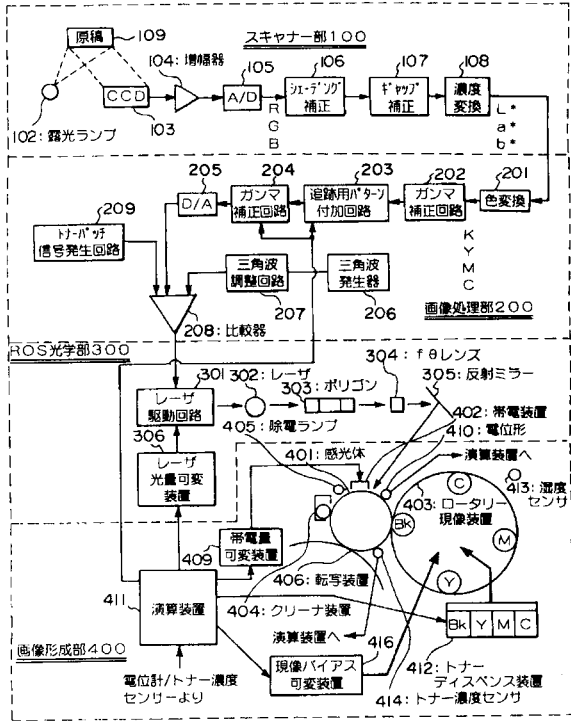 スキャナー部100
原稿
109
104:増幅器
105
106
107
108
CCD
A/D
シェーディング
補正
ギャップ
補正
濃度
変換
102:露光ランプ
103
R
G
B
L*
a*
b*
205
204
203
202
201
D/A
ガンマ
補正回路
追跡用パターン
付加回路
ガンマ
補正回路
色変換
209
トナーパッチ
信号発生回路
K
Y
M
C
三角波
調整回路
三角波
発生器
207
206
208:比較器
画像処理部200
ROS光学部300
301
302:レーザ
303:ポリゴン
304:fθレンズ
305:反射ミラー
レーザ
駆動回路
402:帯電装置
405:除電ランプ
410:電位形
306
401:感光体
演算装置へ
レーザ
光量可変
装置
C
413:湿度
センサ
403:ロータリー
現像装置
Bk
M
帯電量
可変装置
409
406:転写装置
Y
411
演算装置
404:クリーナ装置
演算装置へ
416
Bk Y M C
画像形成部400
現像バイアス
可変装置
412:トナー
ディスペンス装置
電位計/トナー濃度
センサーより
414:トナー濃度センサ